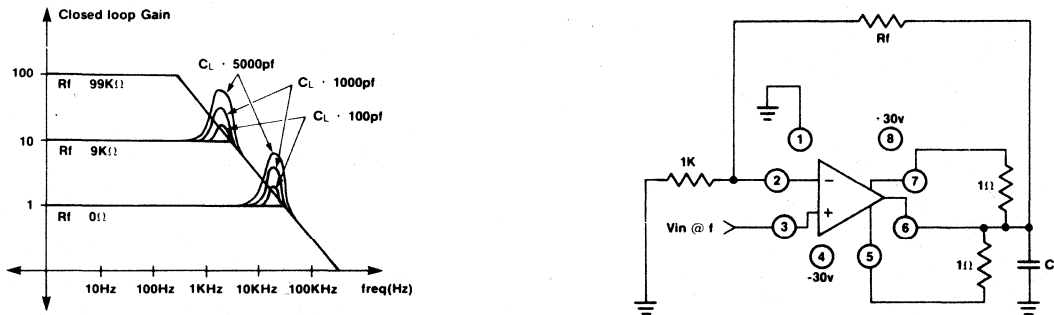 Closed loop Gain
100
10
1
Rf 99KΩ
Rf 9KΩ
Rf 0Ω
CL · 5000pf
CL · 1000pf
CL · 100pf
10Hz 100Hz 1KHz 10KHz 100KHz freq(Hz)
Rf
1
· 30v
8
1K
2
−
7
1Ω
Vin @ f
3
+
6
4
-30v
5
1Ω
C